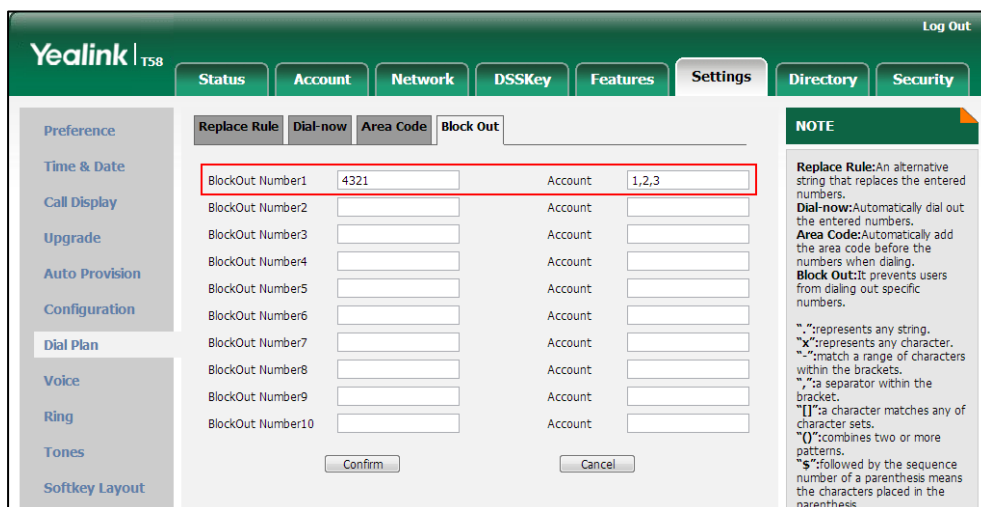 Log Out
Yealink | T58
Status Account Network DSSKey Features Settings Directory Security
Preference
Time & Date
Call Display
Upgrade
Auto Provision
Configuration
Dial Plan
Voice
Ring
Tones
Softkey Layout
Replace Rule Dial-now Area Code Block Out
BlockOut Number1 4321 Account 1,2,3
BlockOut Number2 Account
BlockOut Number3 Account
BlockOut Number4 Account
BlockOut Number5 Account
BlockOut Number6 Account
BlockOut Number7 Account
BlockOut Number8 Account
BlockOut Number9 Account
BlockOut Number10 Account
Confirm Cancel
NOTE
Replace Rule:An alternative
string that replaces the entered
numbers.
Dial-now:Automatically dial out
the entered numbers.
Area Code:Automatically add
the area code before the
numbers when dialing.
Block Out:It prevents users
from dialing out specific
numbers.
".":represents any string.
"x":represents any character.
"-":match a range of characters
within the brackets.
",":a separator within the
bracket.
"[]":a character matches any of
character sets.
"()":combines two or more
patterns.
"$":followed by the sequence
number of a parenthesis means
the characters placed in the
parenthesis.